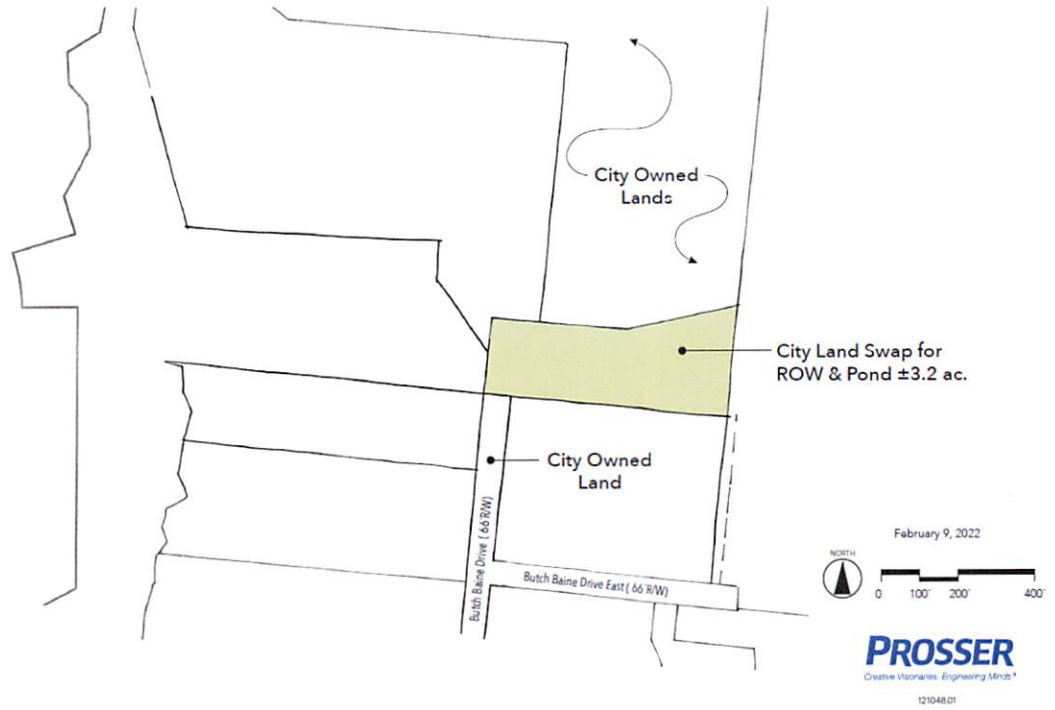 City Owned
Lands
City Land Swap for
ROW & Pond ±3.2 ac.
City Owned
Land
Butch Baine Drive ( 66'R/W)
Butch Baine Drive East ( 66'R/W)
February 9, 2022
NORTH
0 100' 200' 400'
PROSSER
Creative Visionaries. Engineering Minds®
121048.01